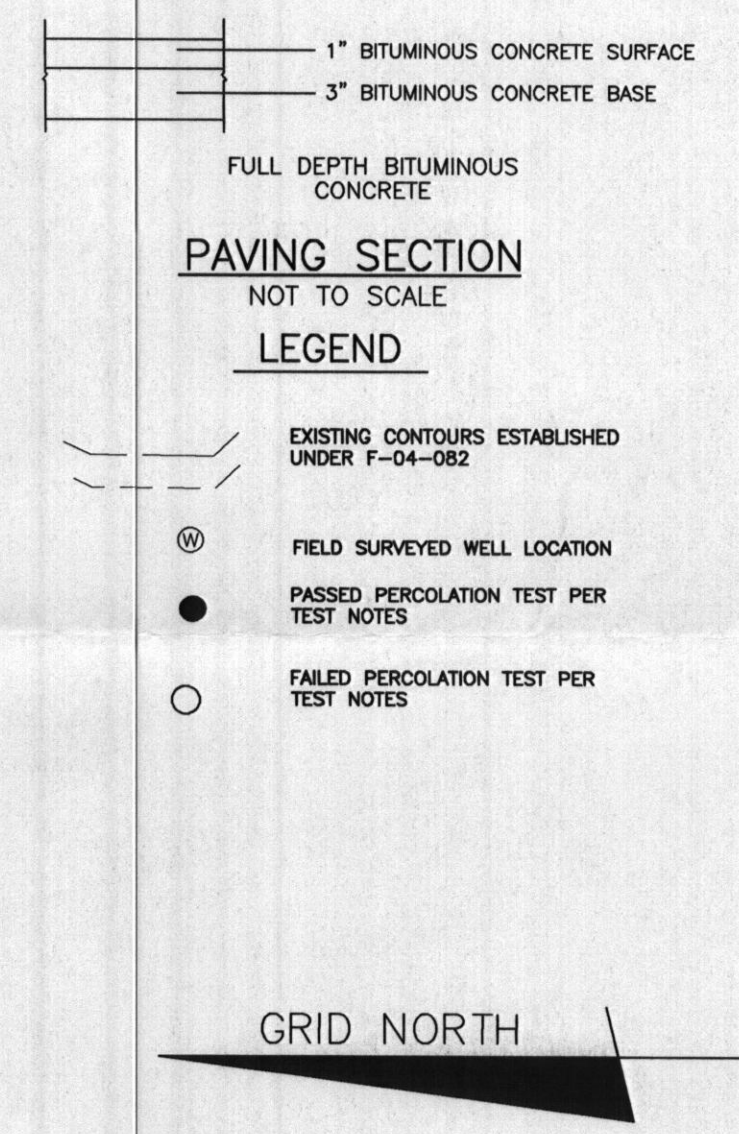 1" BITUMINOUS CONCRETE SURFACE
3" BITUMINOUS CONCRETE BASE
FULL DEPTH BITUMINOUS
CONCRETE
PAVING SECTION
NOT TO SCALE
LEGEND
EXISTING CONTOURS ESTABLISHED
UNDER F-04-082
W
FIELD SURVEYED WELL LOCATION
PASSED PERCOLATION TEST PER
TEST NOTES
FAILED PERCOLATION TEST PER
TEST NOTES
GRID NORTH